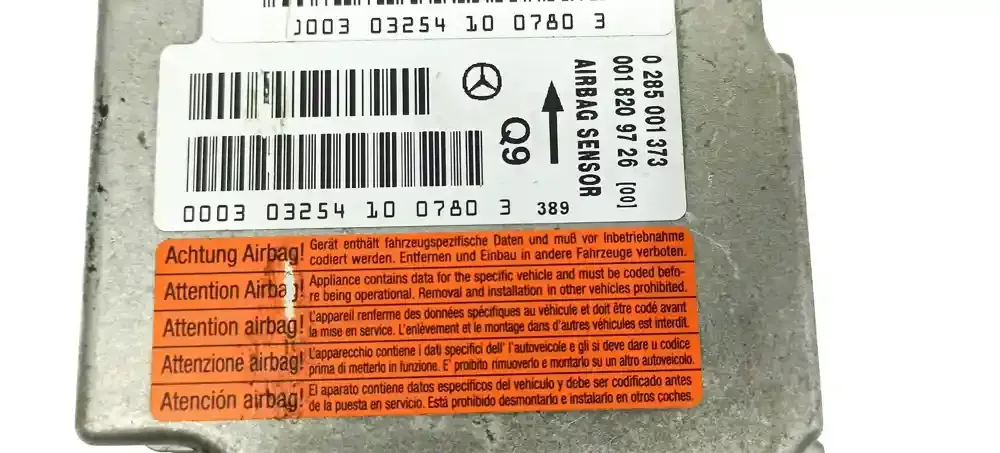 0003 03254 10 0780 3
0 285 001 373
001 820 97 26 [00]
AIRBAG SENSOR
Q9
0003 03254 10 0780 3 389
Achtung Airbag! Gerät enthält fahrzeugspezifische Daten und muß vor Inbetriebnahme
codiert werden. Entfernen und Einbau in andere Fahrzeuge verboten.
Attention Airbag! Appliance contains data for the specific vehicle and must be coded befo-
re being operational. Removal and installation in other vehicles prohibited.
Attention airbag! L'appareil renferme des données spécifiques au véhicule et doit être codé avant
la mise en service. L'enlèvement et le montage dans d'autres véhicules est interdit.
Attenzione airbag! L'apparecchio contiene i dati specifici dell' l'autoveicole e gli si deve dare u codice
prima di metterlo in funzione. E' proibito rimuoverlo e montarlo su un altro autoveicolo.
Atención airbag! El aparato contiene datos especificos del vehículo y debe ser codificado antes
de la puesta en servicio. Está prohibido desmontarlo e instalarlo en otros coches.